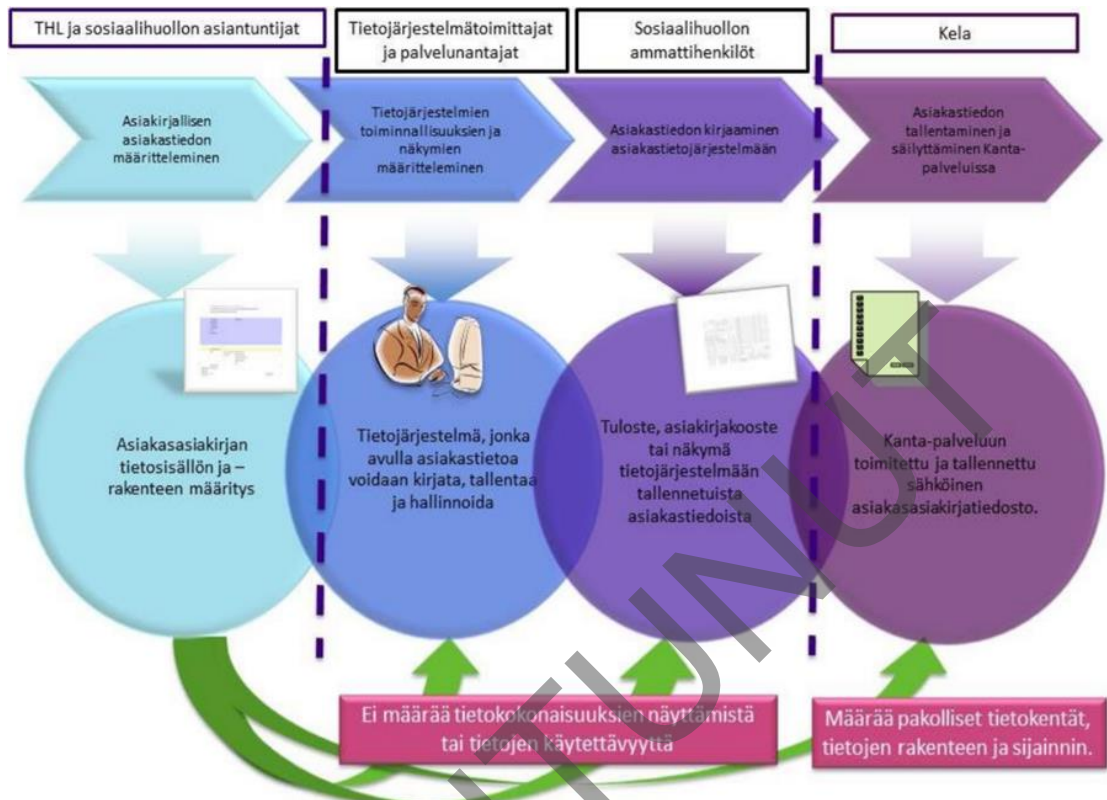 THL ja sosiaalihuollon asiantuntijat
Tietojärjestelmätoimittajat
ja palvelunantajat
Sosiaalihuollon
ammattihenkilöt
Kela
Asiakirjallisen
asiakastiedon
määritteleminen
Tietojärjestelmien
toiminnallisuuksien ja
näkymien
määritteleminen
Asiakastiedon kirjaaminen
asiakastietojärjestelmään
Asiakastiedon
tallentaminen ja
säilyttäminen Kanta-
palveluissa
Asiakasasiakirjan
tietosisällön ja –
rakenteen määritys
Tietojärjestelmä, jonka
avulla asiakastietoa
voidaan kirjata, tallentaa
ja hallinnoida
Tuloste, asiakirjakooste
tai näkymä
tietojärjestelmään
tallennetuista
asiakastiedoista
Kanta-palveluun
toimitettu ja tallennettu
sähköinen
asiakasasiakirjatiedosto.
Ei määrää tietokokonaisuuksien näyttämistä
tai tietojen käytettävyyttä
Määrää pakolliset tietokentät,
tietojen rakenteen ja sijainnin.